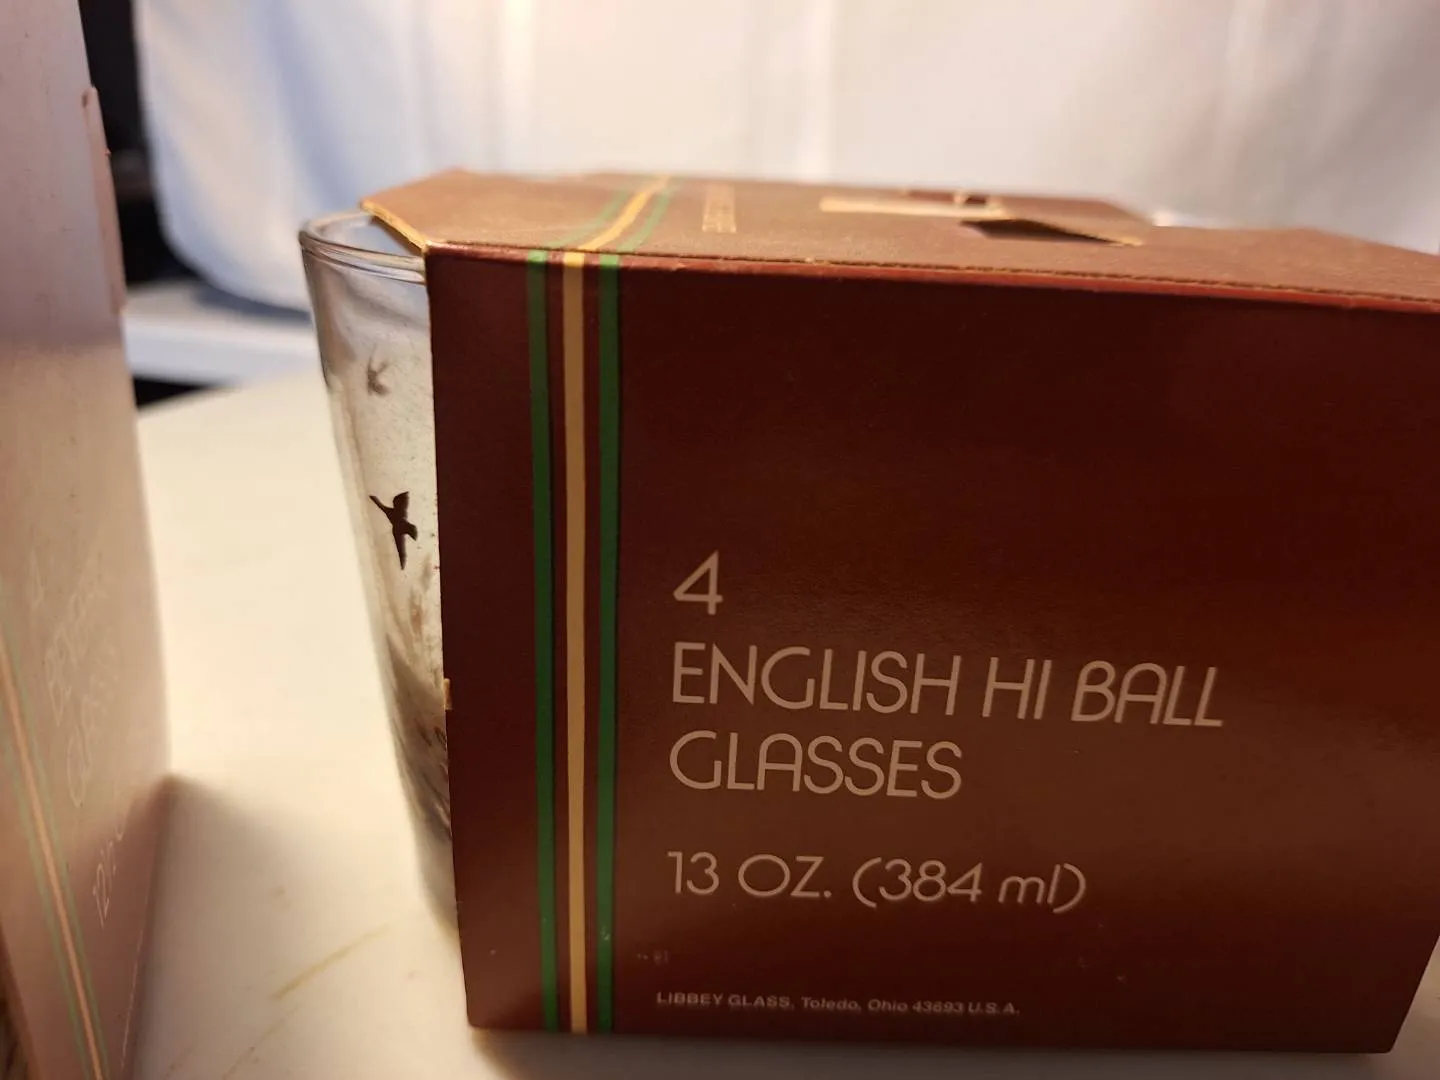 4
ENGLISH HI BALL
GLASSES
13 OZ. (384 ml)
LIBBEY GLASS, Toledo, Ohio 43693 U.S.A.